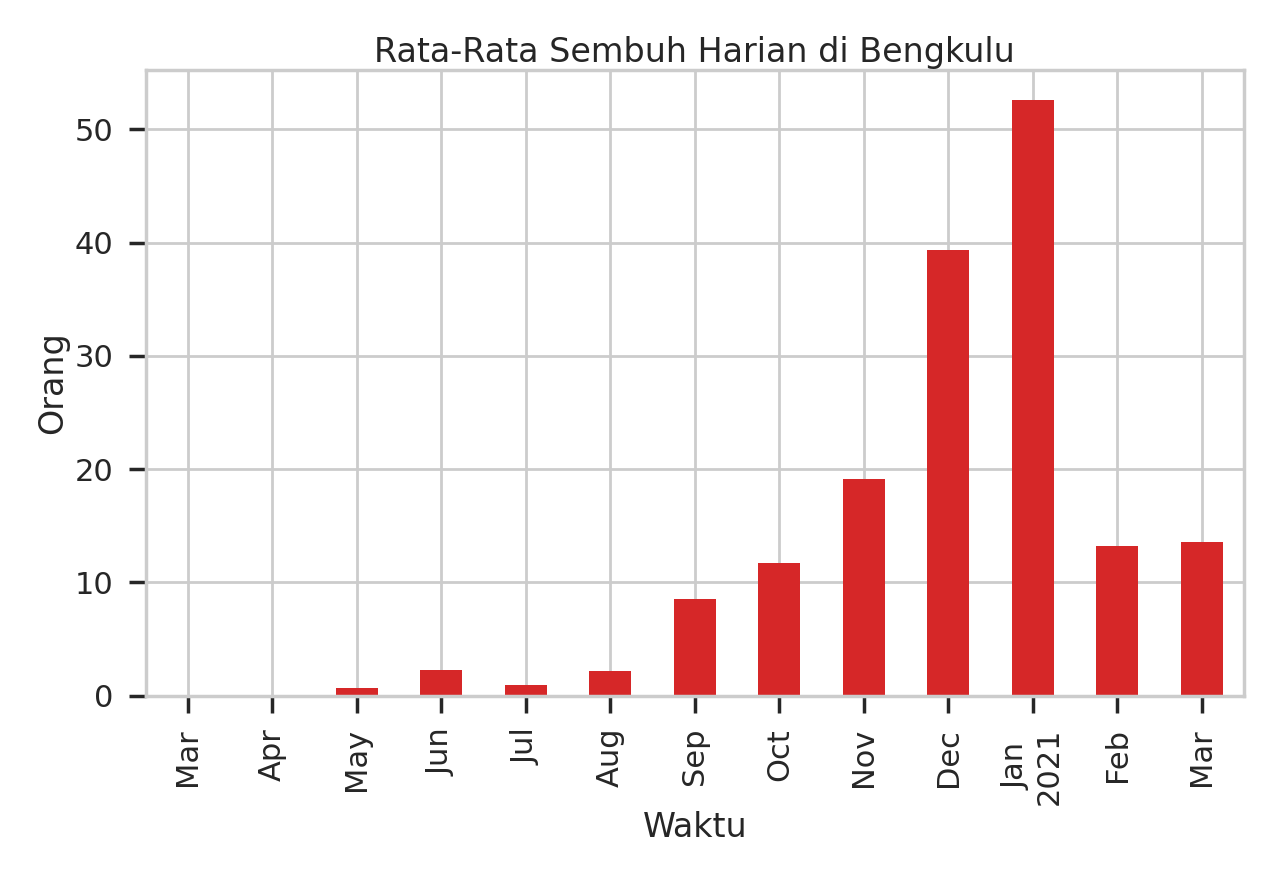 Rata-Rata Sembuh Harian di Bengkulu
50
40
30
20
10
0
Orang
Mar
Apr
May
Jun
Jul
Aug
Sep
Oct
Nov
Dec
Jan
2021
Feb
Mar
Waktu